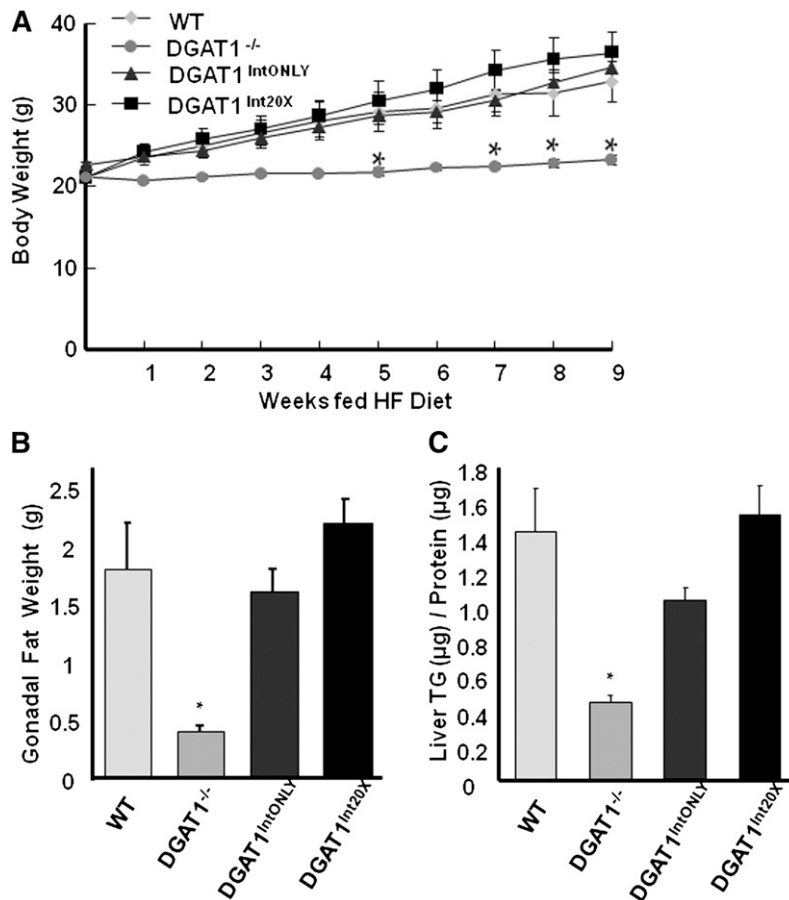 A
WT
DGAT1-/-
DGAT1IntONLY
DGAT1Int20X
Body Weight (g)
40
30
20
10
0
* * * *
1 2 3 4 5 6 7 8 9
Weeks fed HF Diet
B
Gonadal Fat Weight (g)
2.5
2
1.5
1
0.5
0
*
WT
DGAT1-/-
DGAT1IntONLY
DGAT1Int20X
C
Liver TG (µg) / Protein (µg)
1.8
1.6
1.4
1.2
1.0
0.8
0.6
0.4
0.2
0
*
WT
DGAT1-/-
DGAT1IntONLY
DGAT1Int20X